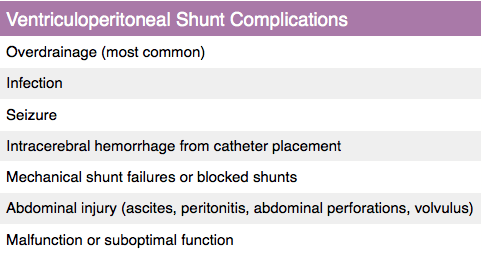 Ventriculoperitoneal Shunt Complications
Overdrainage (most common)
Infection
Seizure
Intracerebral hemorrhage from catheter placement
Mechanical shunt failures or blocked shunts
Abdominal injury (ascites, peritonitis, abdominal perforations, volvulus)
Malfunction or suboptimal function